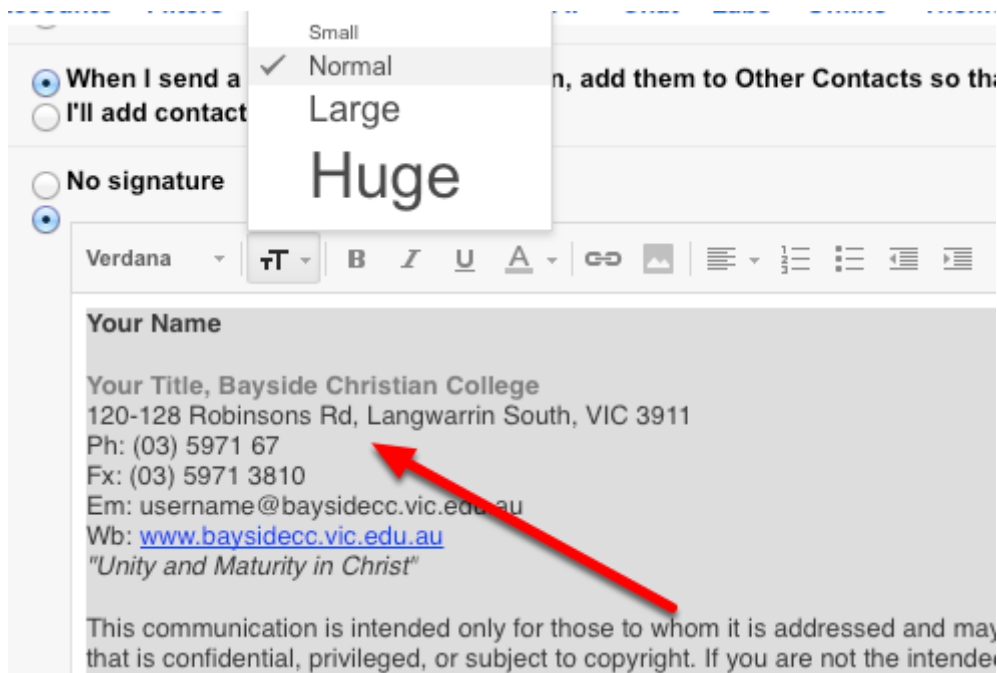 Small
Normal
When I send a n, add them to Other Contacts so tha
I'll add contact
Large
Huge
No signature
Verdana TT B I U A
Your Name
Your Title, Bayside Christian College
120-128 Robinsons Rd, Langwarrin South, VIC 3911
Ph: (03) 5971 67
Fx: (03) 5971 3810
Em: username@baysidecc.vic.edu.au
Wb: www.baysidecc.vic.edu.au
"Unity and Maturity in Christ"
This communication is intended only for those to whom it is addressed and may
that is confidential, privileged, or subject to copyright. If you are not the intended